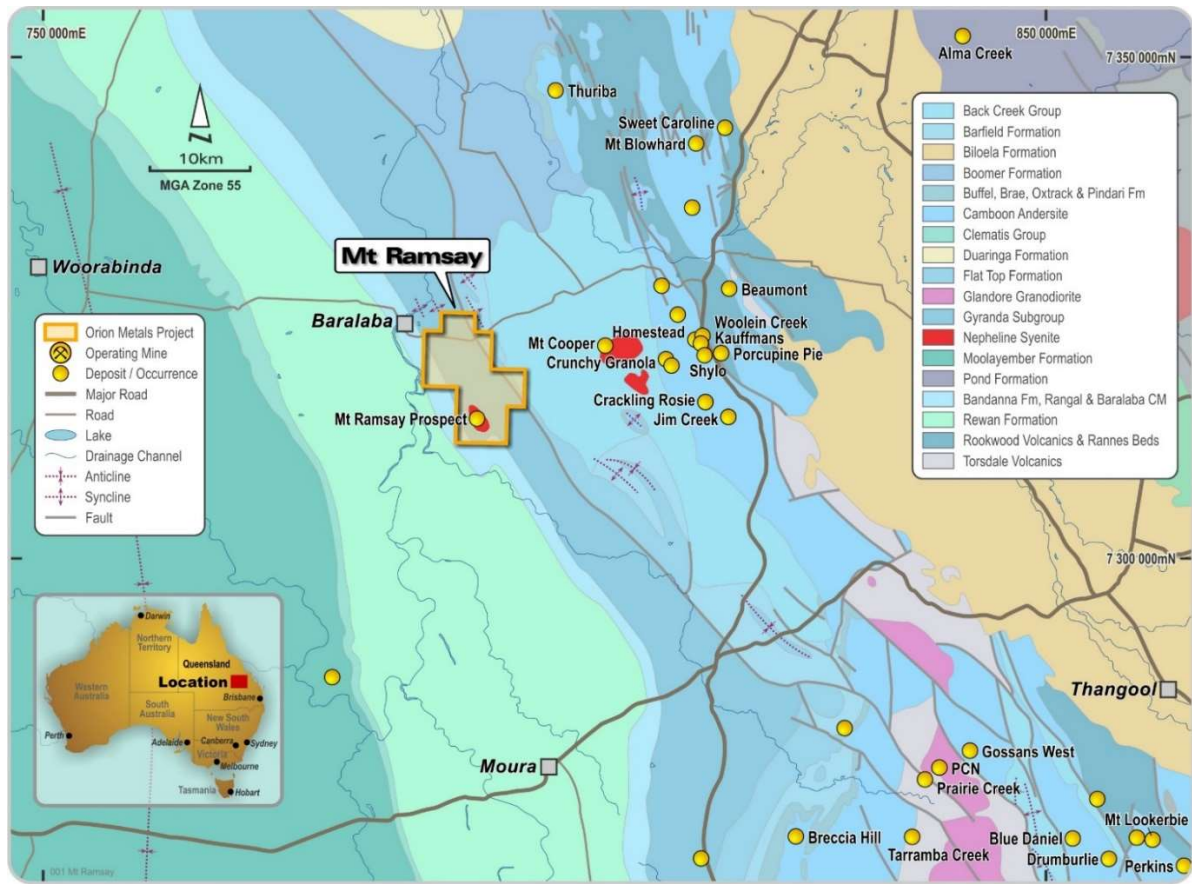 750 000mE
850 000mE
7 350 000mN
Alma Creek
Thuriba
Sweet Caroline
Mt Blowhard
N
10km
MGA Zone 55
Back Creek Group
Barfield Formation
Biloela Formation
Boomer Formation
Buffel, Brae, Oxtrack & Pindari Fm
Camboon Andersite
Clematis Group
Duaringa Formation
Flat Top Formation
Glandore Granodiorite
Gyranda Subgroup
Nepheline Syenite
Moolayember Formation
Pond Formation
Bandanna Fm, Rangal & Baralaba CM
Rewan Formation
Rookwood Volcanics & Rannes Beds
Torsdale Volcanics
Mt Ramsay
Woorabinda
Baralaba
Beaumont
Homestead
Woolein Creek
Kauffmans
Mt Cooper
Porcupine Pie
Crunchy Granola
Shylo
Crackling Rosie
Jim Creek
Mt Ramsay Prospect
Orion Metals Project
Operating Mine
Deposit / Occurrence
Major Road
Road
Lake
Drainage Channel
Anticline
Syncline
Fault
7 300 000mN
Darwin
Northern
Territory
Queensland
Location
Western
Australia
Brisbane
South
Australia
New South
Wales
Perth
Adelaide
Canberra
Sydney
Victoria
Melbourne
Tasmania
Hobart
Thangool
Moura
Gossans West
PCN
Prairie Creek
Mt Lookerbie
Breccia Hill
Tarramba Creek
Blue Daniel
Drumburlie
Perkins
001 Mt Ramsay